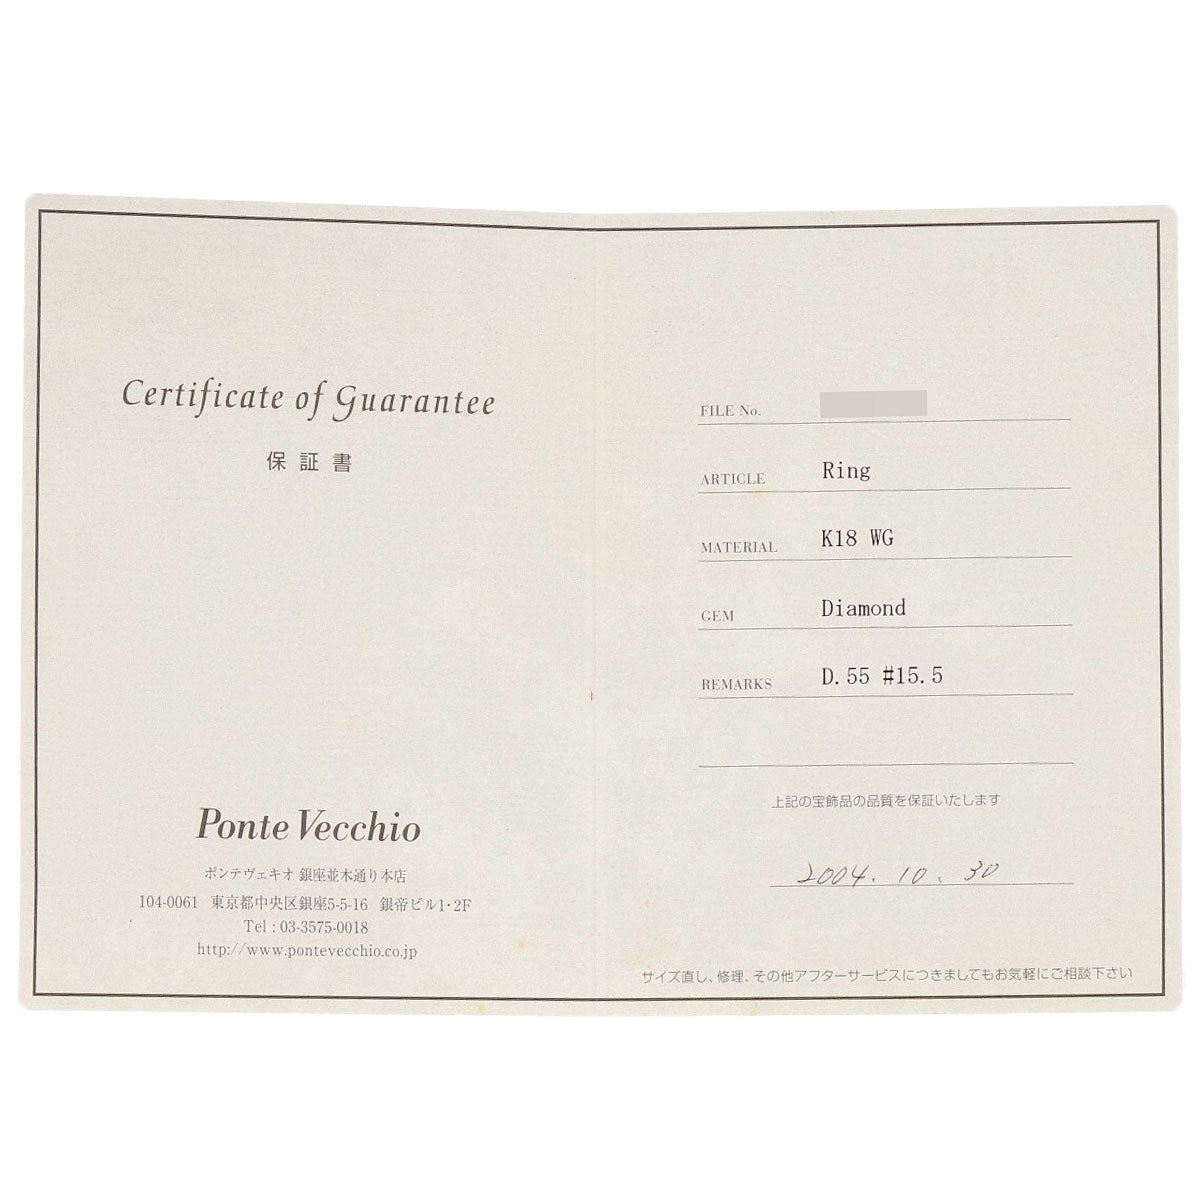 Certificate of Guarantee
保証書
Ponte Vecchio
ポンテヴェキオ 銀座並木通り本店
104-0061 東京都中央区銀座5-5-16 銀帝ビル1・2F
Tel : 03-3575-0018
http://www.pontevecchio.co.jp
FILE No.
ARTICLE Ring
MATERIAL K18 WG
GEM Diamond
REMARKS D.55 #15.5
上記の宝飾品の品質を保証いたします
2004. 10. 30
サイズ直し、修理、その他アフターサービスにつきましてもお気軽にご相談下さい